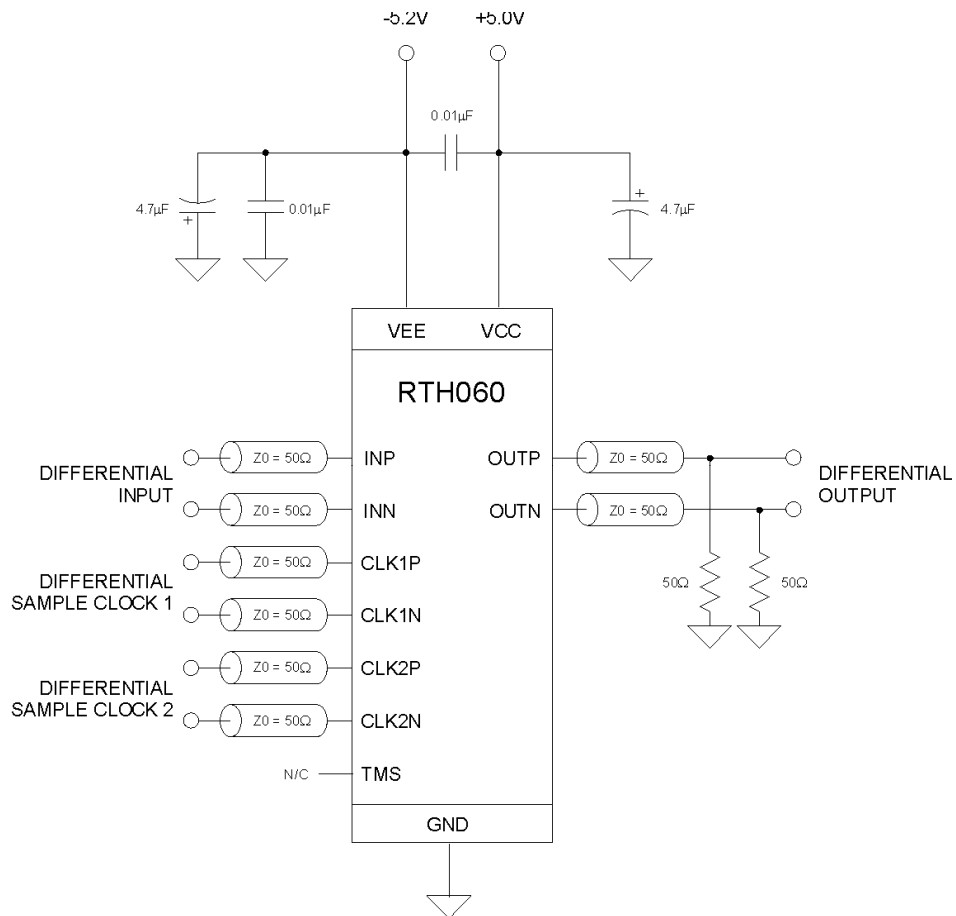 -5.2V +5.0V
0.01µF
4.7µF + 0.01µF + 4.7µF
VEE VCC
RTH060
DIFFERENTIAL
INPUT
Z0 = 50Ω INP
Z0 = 50Ω INN
OUTP Z0 = 50Ω
OUTN Z0 = 50Ω
DIFFERENTIAL
OUTPUT
DIFFERENTIAL
SAMPLE CLOCK 1
Z0 = 50Ω CLK1P
Z0 = 50Ω CLK1N
50Ω 50Ω
DIFFERENTIAL
SAMPLE CLOCK 2
Z0 = 50Ω CLK2P
Z0 = 50Ω CLK2N
N/C TMS
GND